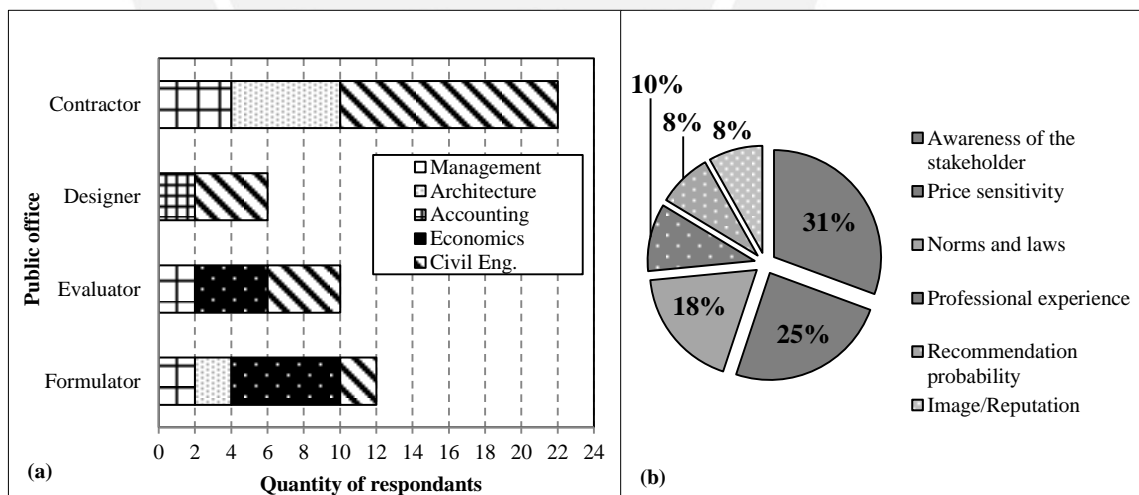 Public office
Contractor
Designer
Evaluator
Formulator
Management
Architecture
Accounting
Economics
Civil Eng.
0 2 4 6 8 10 12 14 16 18 20 22 24
(a)
Quantity of respondants
10%
8%
8%
31%
25%
18%
Awareness of the
stakeholder
Price sensitivity
Norms and laws
Professional experience
Recommendation
probability
Image/Reputation
(b)